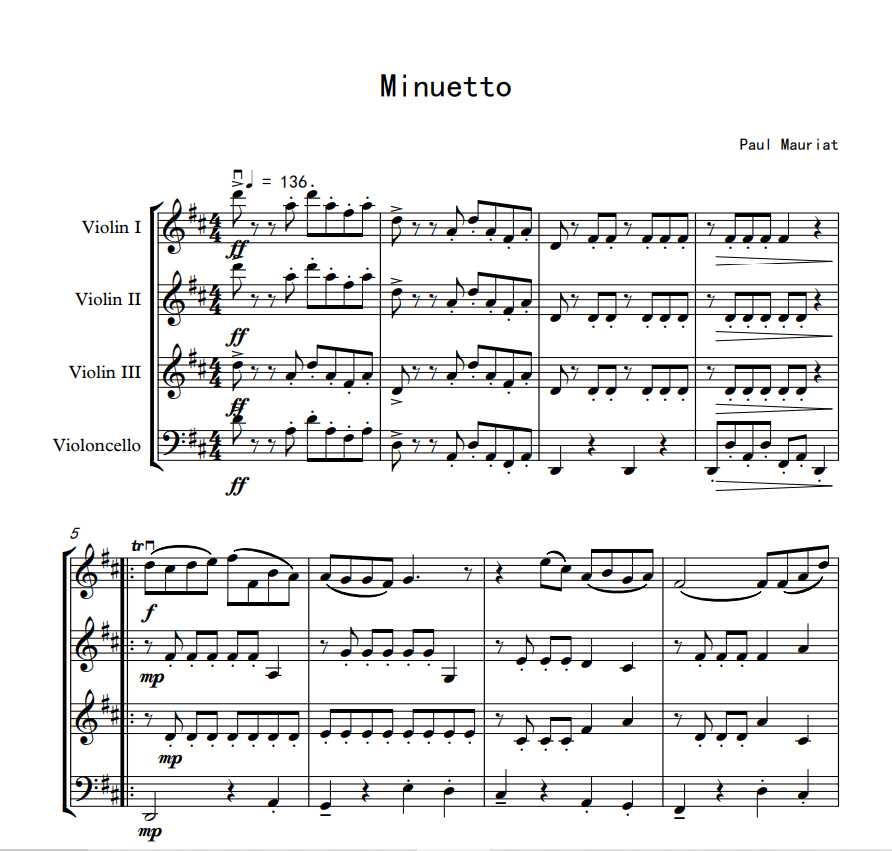 Minuetto
Paul Mauriat
♩ = 136.
Violin I
ff
Violin II
ff
Violin III
ff
Violoncello
ff
5
tr
f
mp
mp
mp